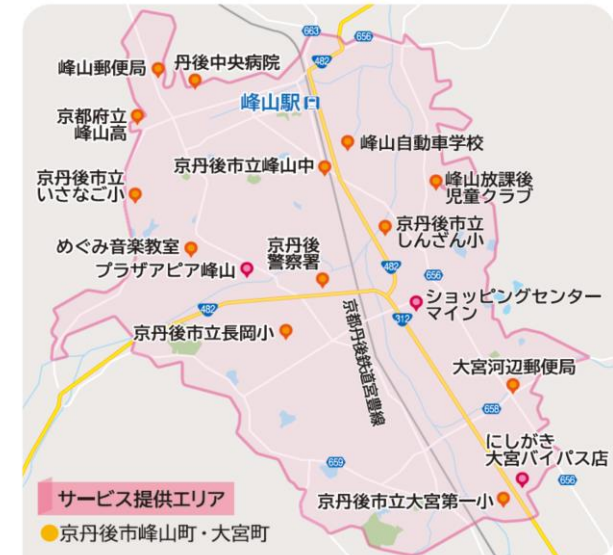 663
656
482
峰山郵便局
丹後中央病院
峰山駅
京都府立
峰山高
峰山自動車学校
京丹後市立峰山中
京丹後市立
いさなご小
峰山放課後
児童クラブ
京丹後市立
しんざん小
めぐみ音楽教室
プラザアピア峰山
京丹後
警察署
482
656
ショッピングセンター
マイン
482
312
京丹後市立長岡小
京都丹後鉄道宮豊線
大宮河辺郵便局
658
にしがき
大宮バイパス店
659
656
京丹後市立大宮第一小
サービス提供エリア
京丹後市峰山町・大宮町